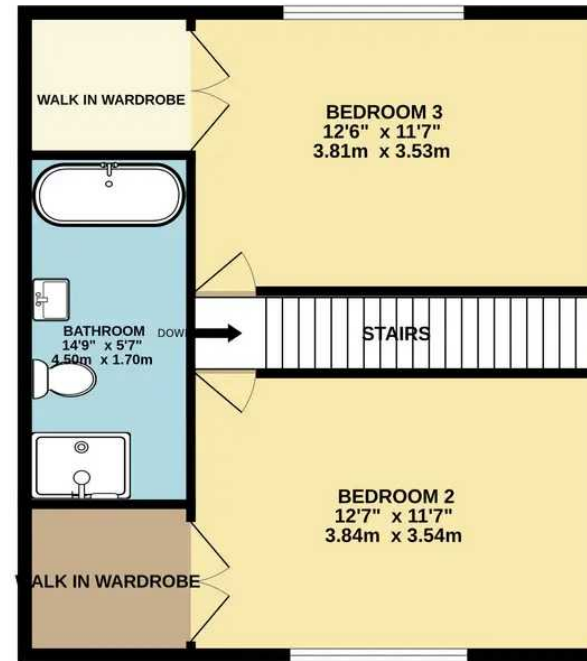 WALK IN WARDROBE
BEDROOM 3
12'6" x 11'7"
3.81m x 3.53m
BATHROOM
14'9" x 5'7"
4.50m x 1.70m
DOWN
STAIRS
BEDROOM 2
12'7" x 11'7"
3.84m x 3.54m
WALK IN WARDROBE